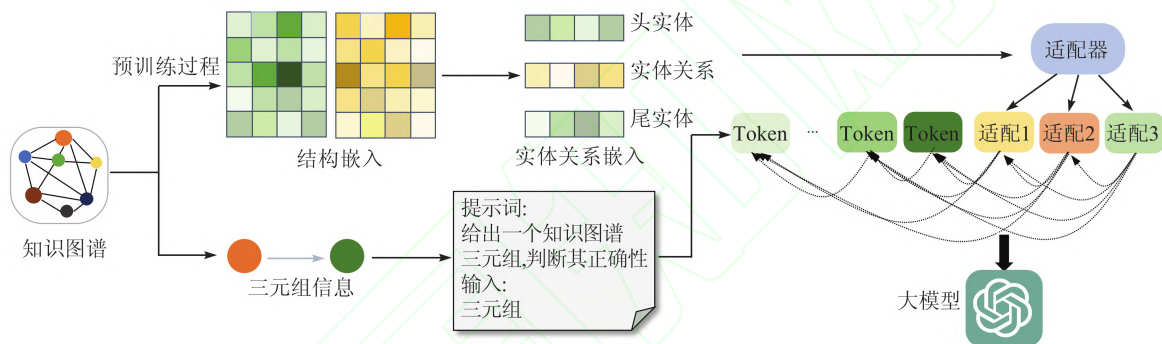 预训练过程
头实体
实体关系
尾实体
结构嵌入
实体关系嵌入
知识图谱
三元组信息
提示词:
给出一个知识图谱
三元组,判断其正确性
输入:
三元组
适配器
Token ... Token Token 适配1 适配2 适配3
大模型